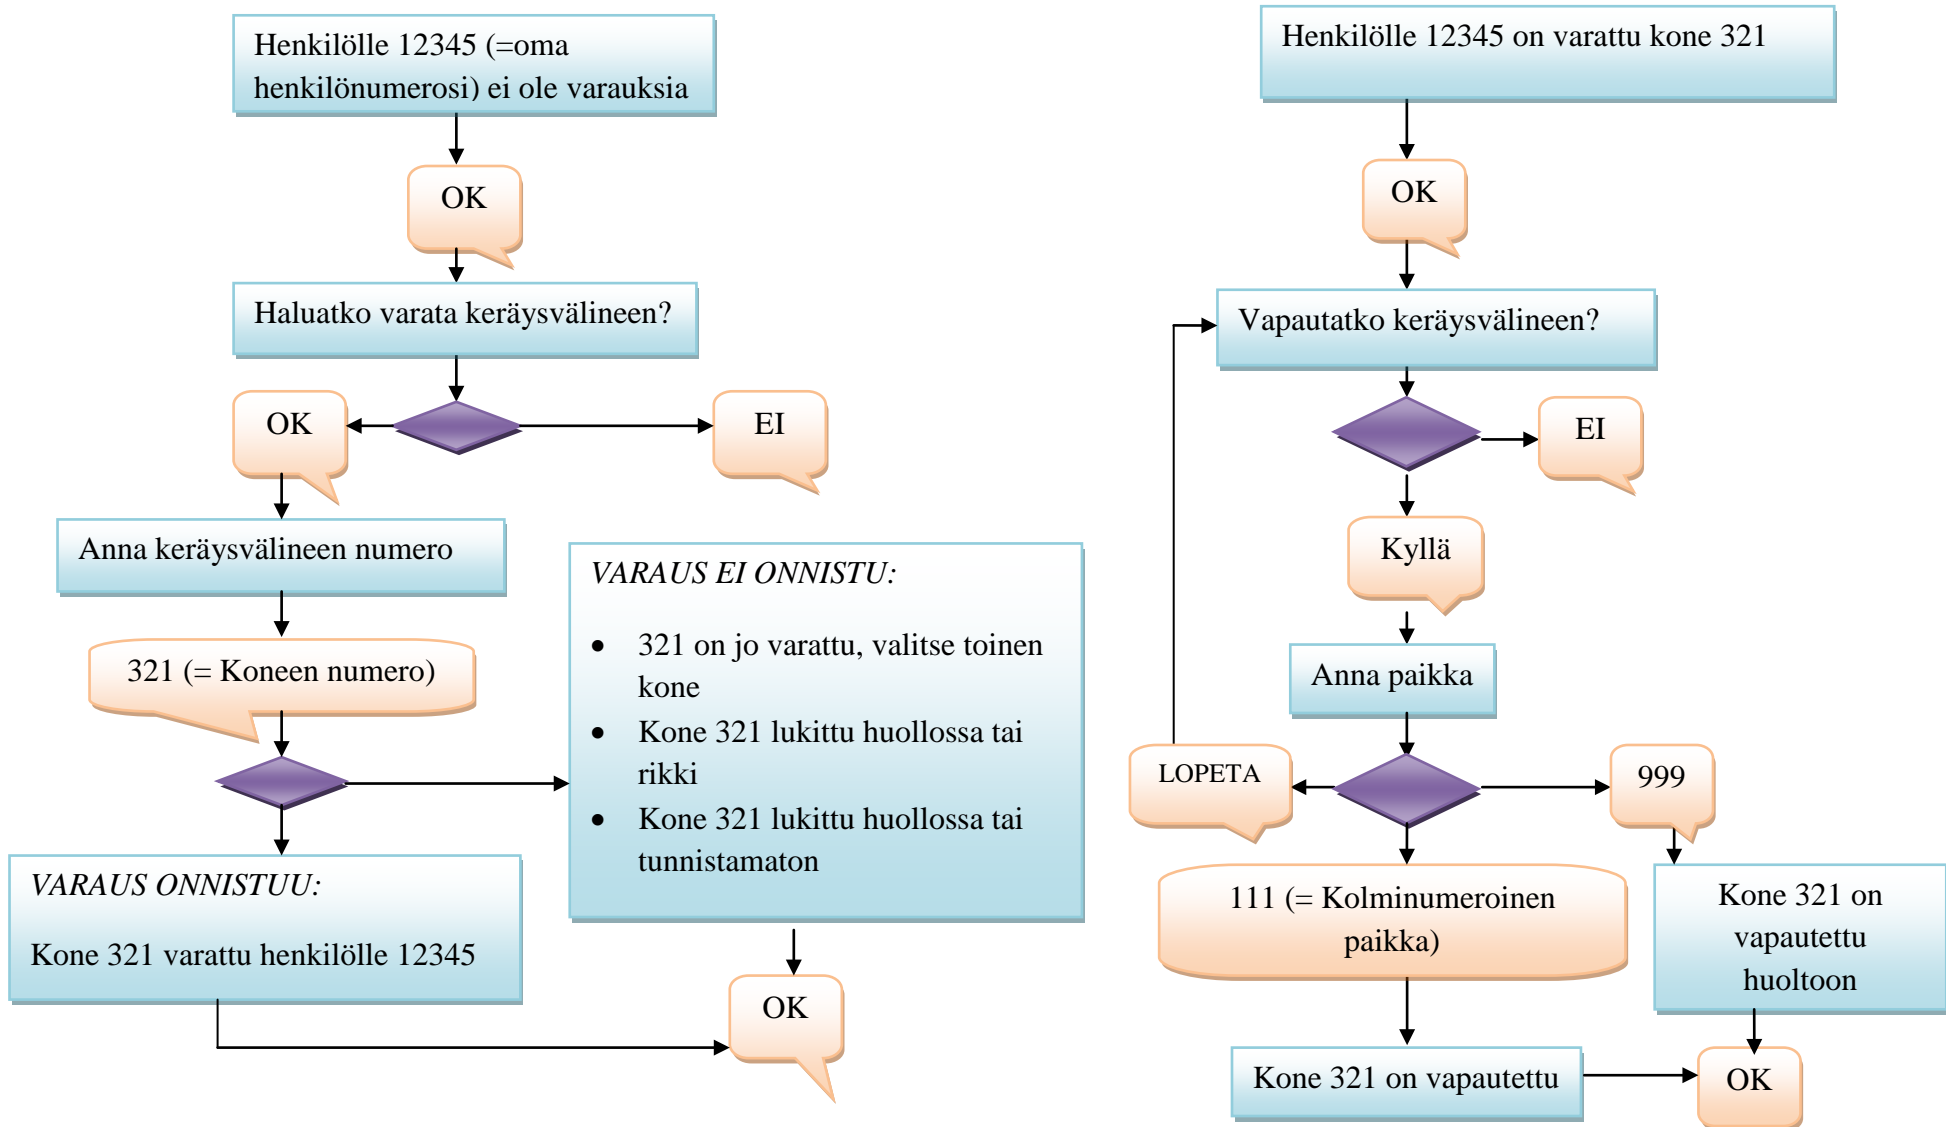 Henkilölle 12345 (=oma
henkilönumerosi) ei ole varauksia
OK
Haluatko varata keräysvälineen?
OK
EI
Anna keräysvälineen numero
321 (= Koneen numero)
VARAUS EI ONNISTU:
• 321 on jo varattu, valitse toinen
kone
• Kone 321 lukittu huollossa tai
rikki
• Kone 321 lukittu huollossa tai
tunnistamaton
VARAUS ONNISTUU:
Kone 321 varattu henkilölle 12345
OK
Henkilölle 12345 on varattu kone 321
OK
Vapautatko keräysvälineen?
EI
Kyllä
Anna paikka
LOPETA
999
111 (= Kolminumeroinen
paikka)
Kone 321 on
vapautettu
huoltoon
Kone 321 on vapautettu
OK